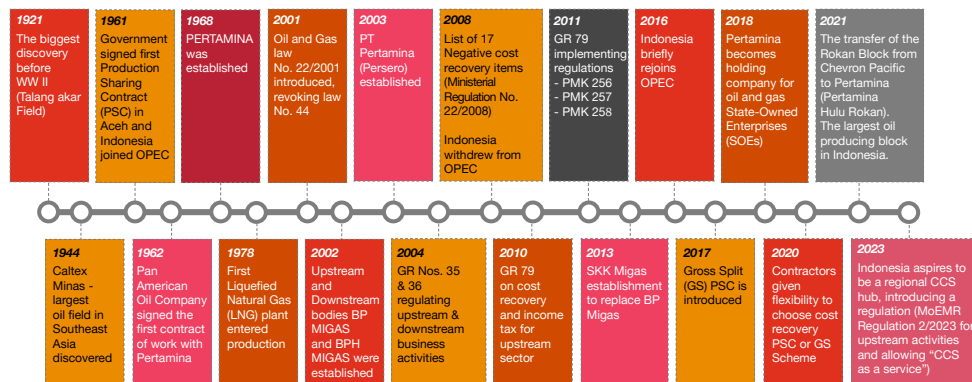 1921
The biggest
discovery
before
WW II
(Talang akar
Field)
1961
Government
signed first
Production
Sharing
Contract
(PSC) in
Aceh and
Indonesia
joined OPEC
1968
PERTAMINA
was
established
2001
Oil and Gas
law
No. 22/2001
introduced,
revoking law
No. 44
2003
PT
Pertamina
(Persero)
established
2008
List of 17
Negative cost
recovery items
(Ministerial
Regulation No.
22/2008)
Indonesia
withdrew from
OPEC
2011
GR 79
implementing
regulations
- PMK 256
- PMK 257
- PMK 258
2016
Indonesia
briefly
rejoins
OPEC
2018
Pertamina
becomes
holding
company for
oil and gas
State-Owned
Enterprises
(SOEs)
2021
The transfer of the
Rokan Block from
Chevron Pacific
to Pertamina
(Pertamina
Hulu Rokan).
The largest oil
producing block
in Indonesia.
1944
Caltex
Minas -
largest
oil field in
Southeast
Asia
discovered
1962
Pan
American
Oil Company
signed the
first contract
of work with
Pertamina
1978
First
Liquefied
Natural Gas
(LNG) plant
entered
production
2002
Upstream
and
Downstream
bodies BP
MIGAS
and BPH
MIGAS were
established
2004
GR Nos. 35
& 36
regulating
upstream &
downstream
business
activities
2010
GR 79
on cost
recovery
and income
tax for
upstream
sector
2013
SKK Migas
establishment
to replace BP
Migas
2017
Gross Split
(GS) PSC is
introduced
2020
Contractors
given
flexibility to
choose cost
recovery
PSC or GS
Scheme
2023
Indonesia aspires to
be a regional CCS
hub, introducing a
regulation (MoEMR
Regulation 2/2023 for
upstream activities
and allowing “CCS
as a service”)